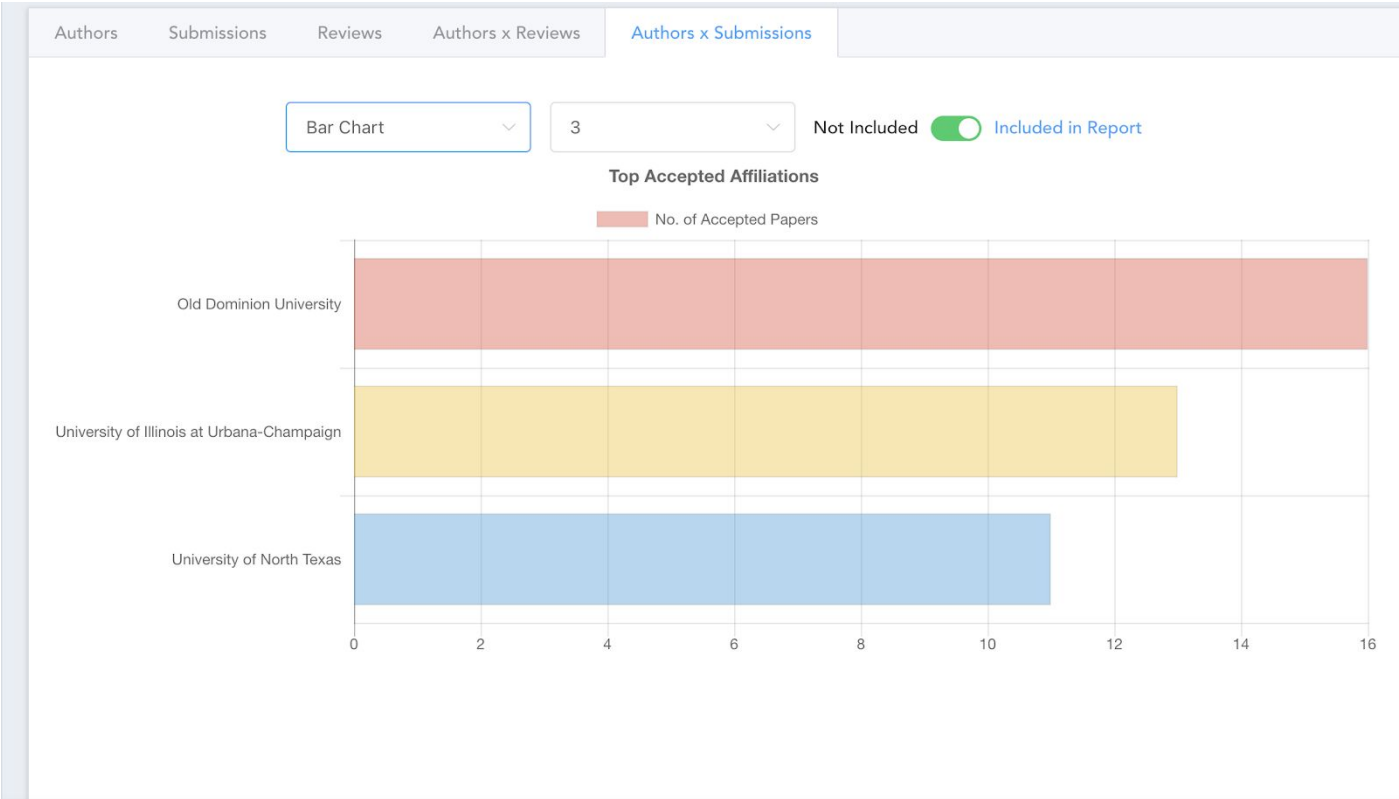 Authors Submissions Reviews Authors x Reviews Authors x Submissions
Bar Chart 3 Not Included Included in Report
Top Accepted Affiliations
No. of Accepted Papers
Old Dominion University
University of Illinois at Urbana-Champaign
University of North Texas
0 2 4 6 8 10 12 14 16